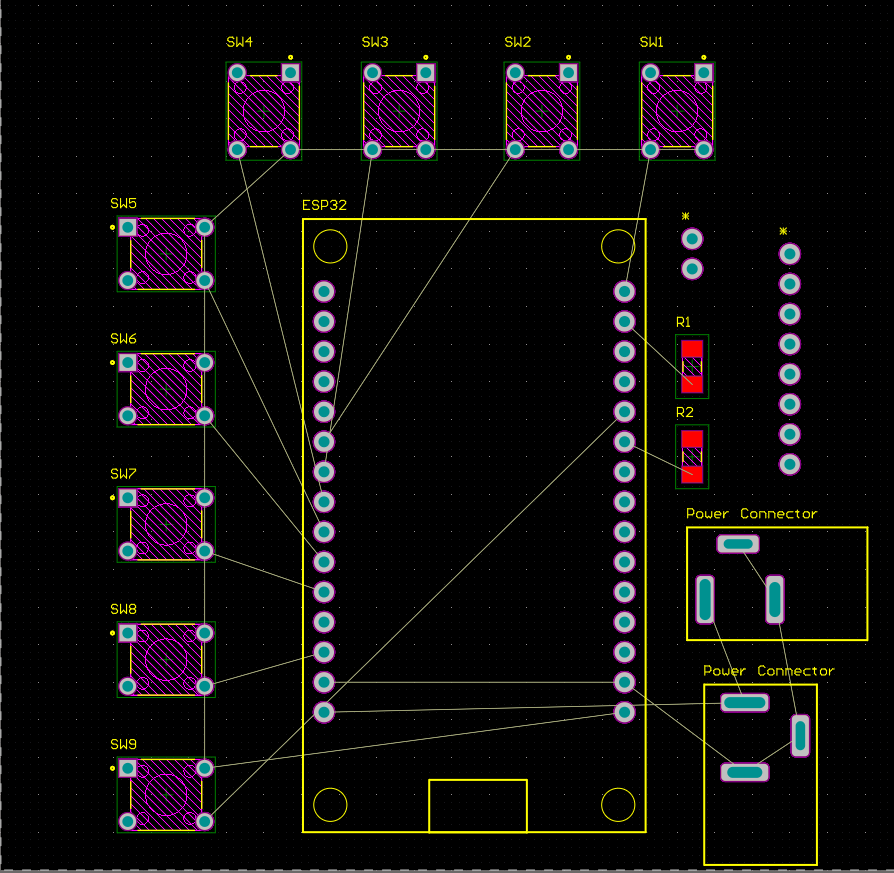 SW4
SW3
SW2
SW1
SW5
ESP32
*
*
SW6
R1
R2
SW7
Power Connector
SW8
Power Connector
SW9